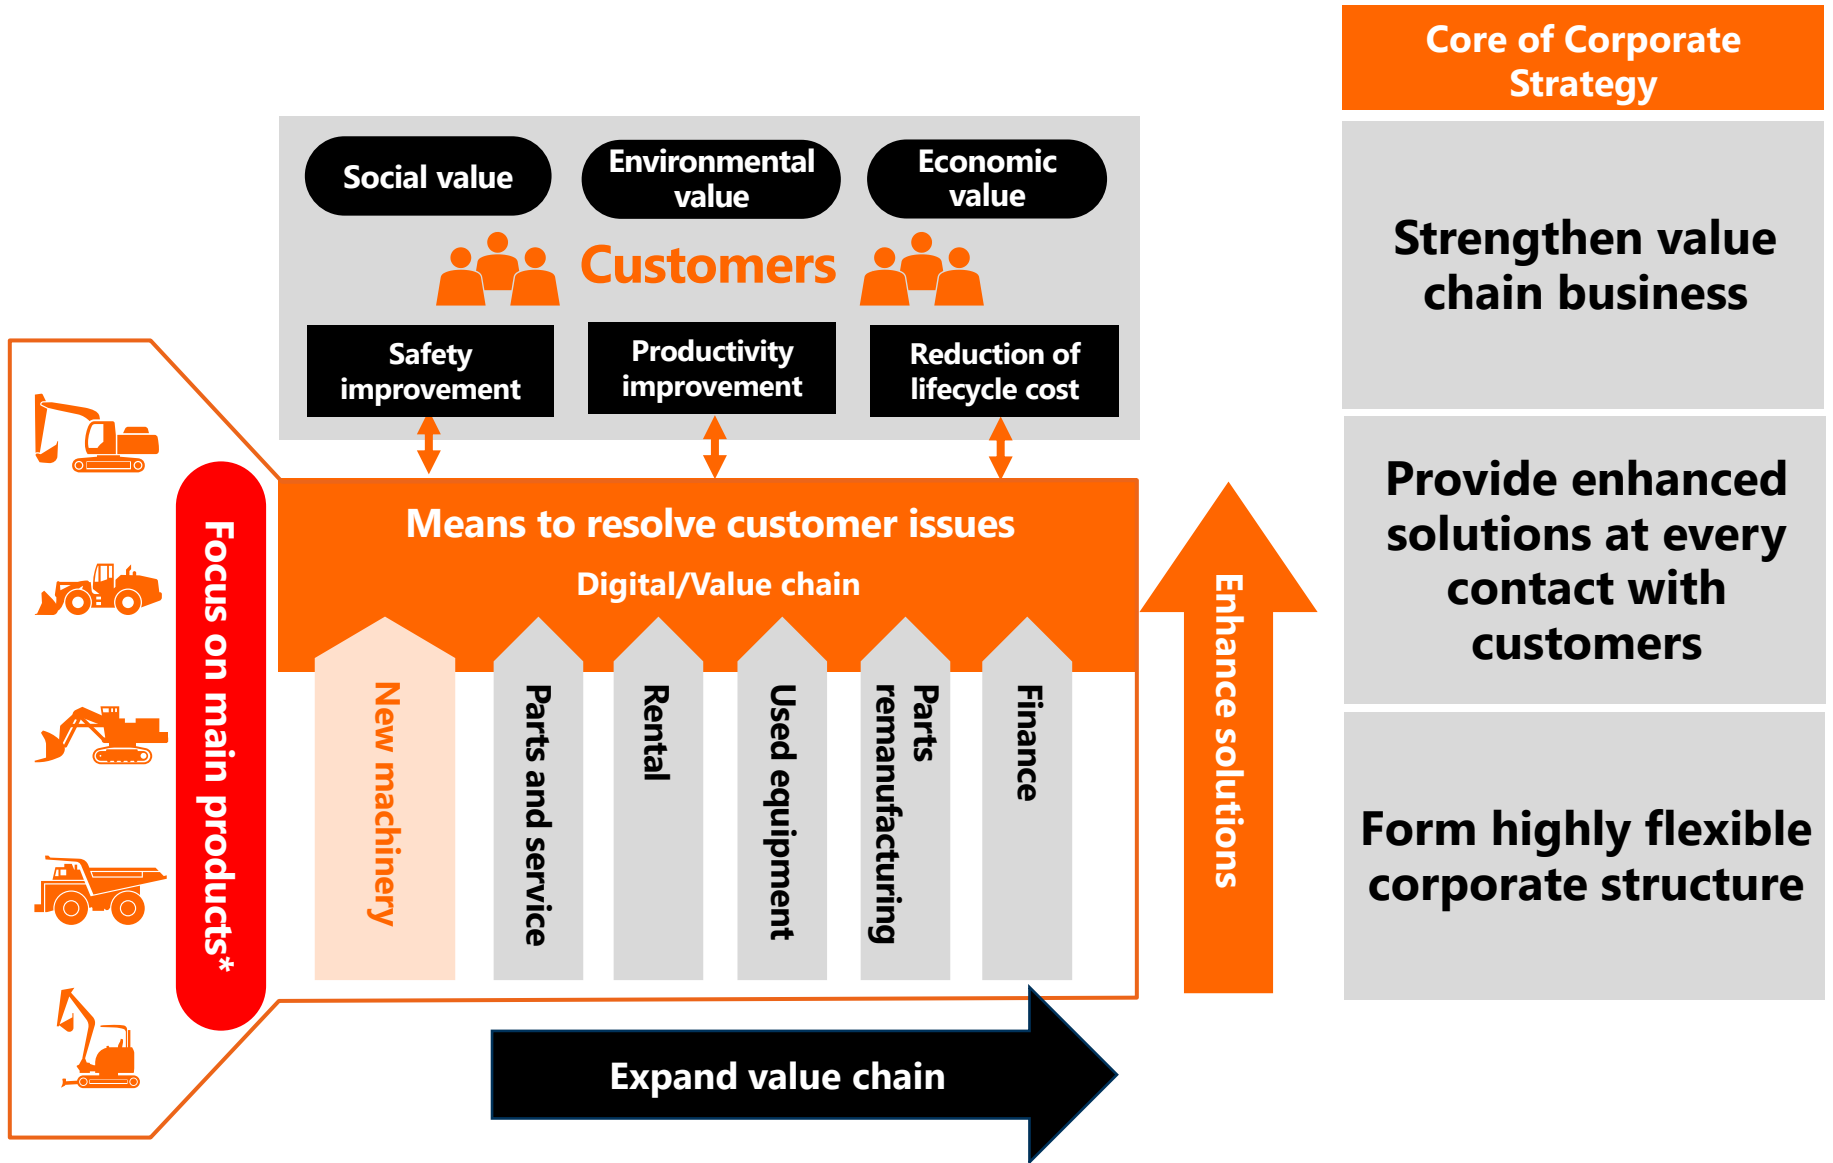 Core of Corporate
Strategy
Social value
Environmental
value
Economic
value
Customers
Safety
improvement
Productivity
improvement
Reduction of
lifecycle cost
Strengthen value
chain business
Provide enhanced
solutions at every
contact with
customers
Form highly flexible
corporate structure
Focus on main products*
Means to resolve customer issues
Digital/Value chain
New machinery
Parts and service
Rental
Used equipment
Parts
remanufacturing
Finance
Enhance solutions
Expand value chain